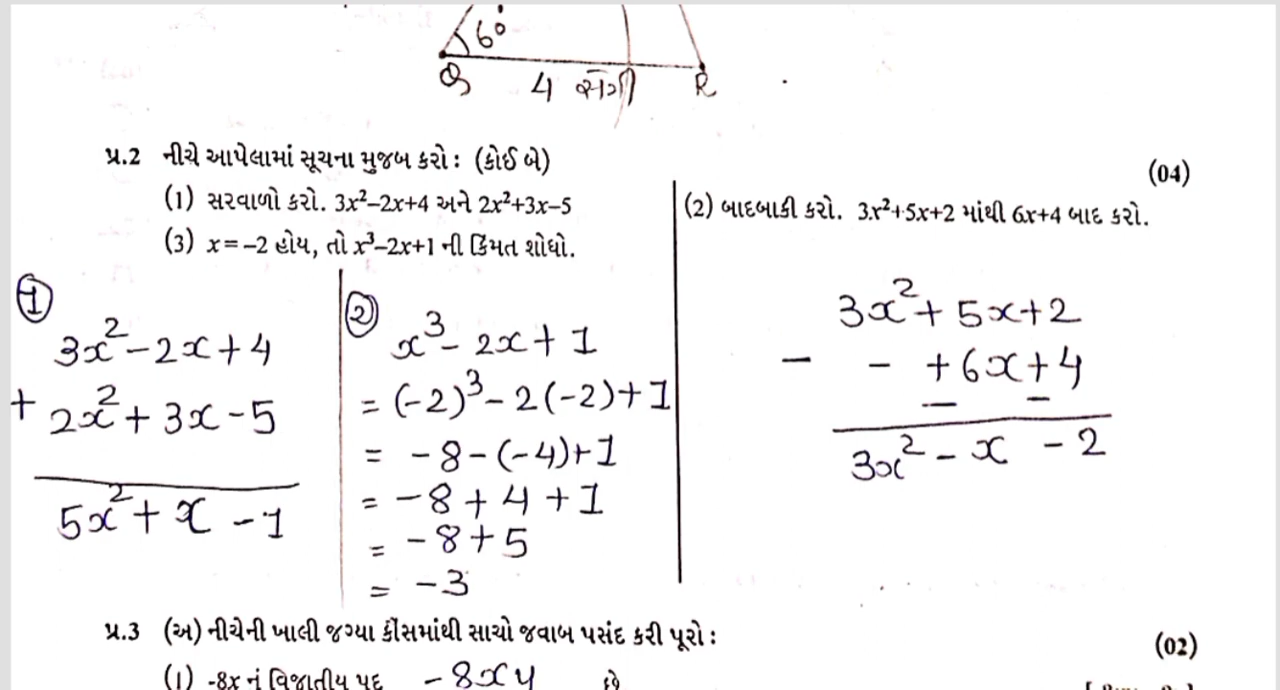 60
Q 4 સેમી R
પ્ર.2 નીચે આપેલામાં સૂચના મુજબ કરો : (કોઈ બે) (04)
(1) સરવાળો કરો. 3x²–2x+4 અને 2x²+3x–5
(2) બાદબાકી કરો. 3x²+5x+2 માંથી 6x+4 બાદ કરો.
(3) x=–2 હોય, તો x³–2x+1 ની કિંમત શોધો.
①
3x²-2x+4
+ 2x²+3x-5
5x²+x-1
②
x³-2x+1
= (-2)³-2(-2)+1
= -8-(-4)+1
= -8+4+1
= -8+5
= -3
3x²+5x+2
- - +6x+4
- -
3x²-x -2
પ્ર.3 (અ) નીચેની ખાલી જગ્યા કૌંસમાંથી સાચો જવાબ પસંદ કરી પૂરો : (02)
(1) -8x નું વિજાતીય પદ -8xy છે